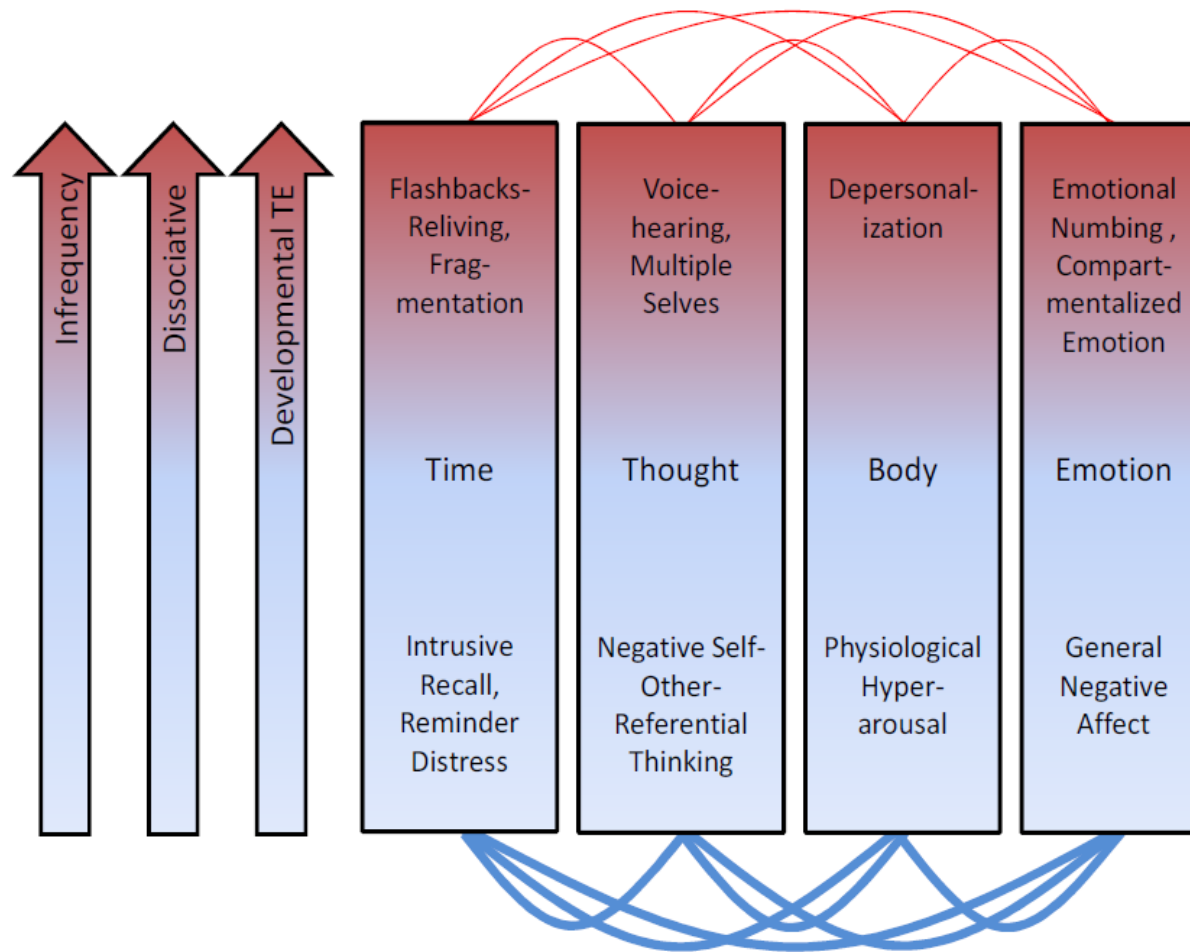 Infrequency
Dissociative
Developmental TE
Flashbacks-
Reliving,
Frag-
mentation
Time
Intrusive
Recall,
Reminder
Distress
Voice-
hearing,
Multiple
Selves
Thought
Negative Self-
Other-
Referential
Thinking
Depersonal-
ization
Body
Physiological
Hyper-
arousal
Emotional
Numbing ,
Compart-
mentalized
Emotion
Emotion
General
Negative
Affect